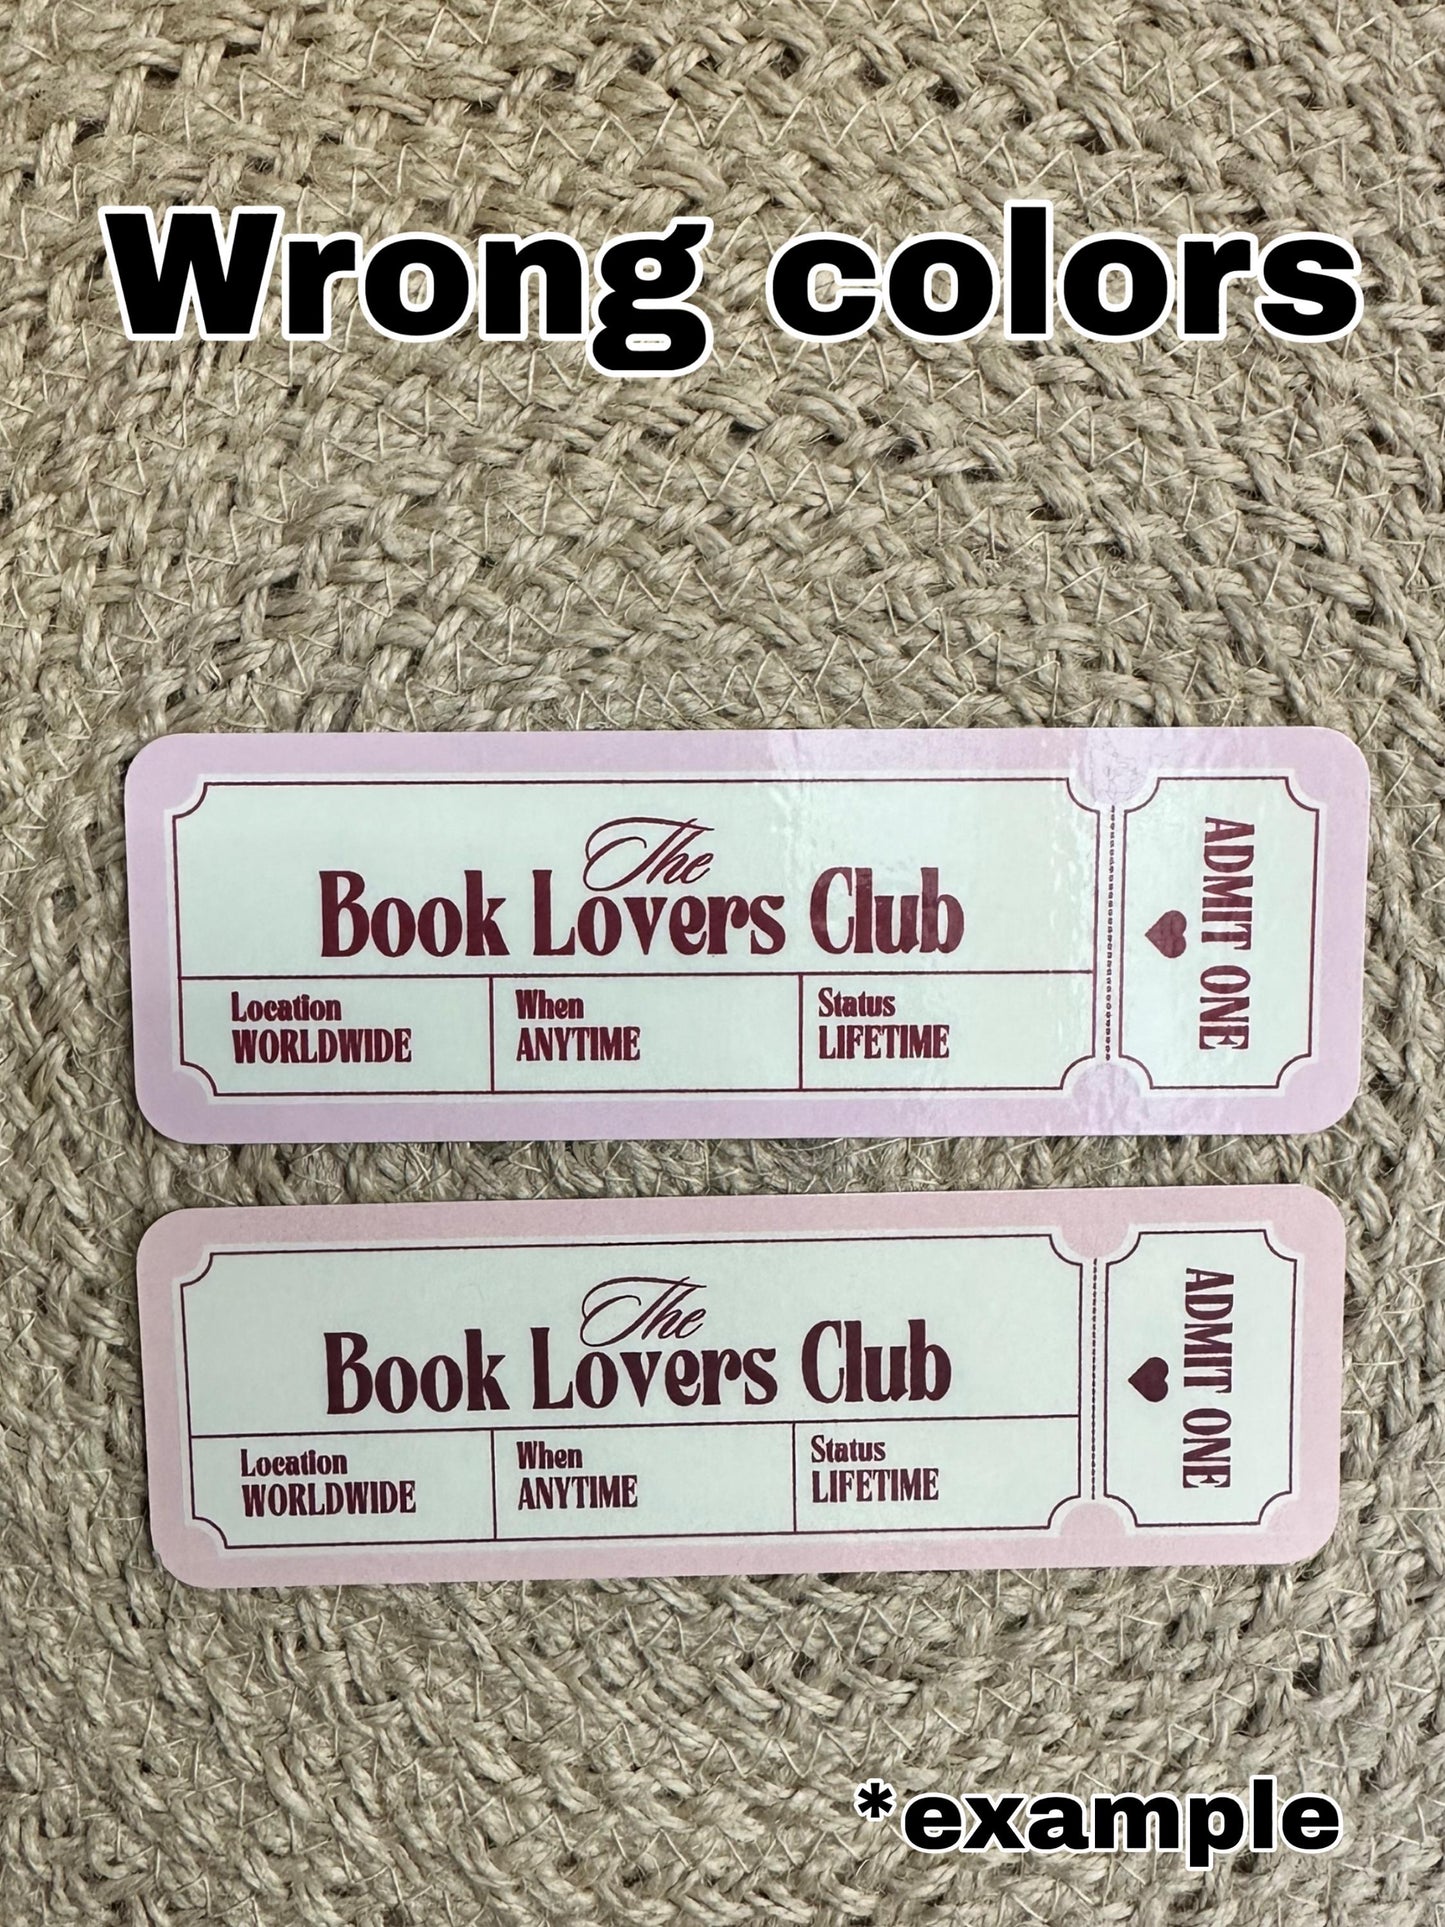 Wrong colors
The
Book Lovers Club
Location
WORLDWIDE
When
ANYTIME
Status
LIFETIME
ADMIT ONE
The
Book Lovers Club
Location
WORLDWIDE
When
ANYTIME
Status
LIFETIME
ADMIT ONE
*example